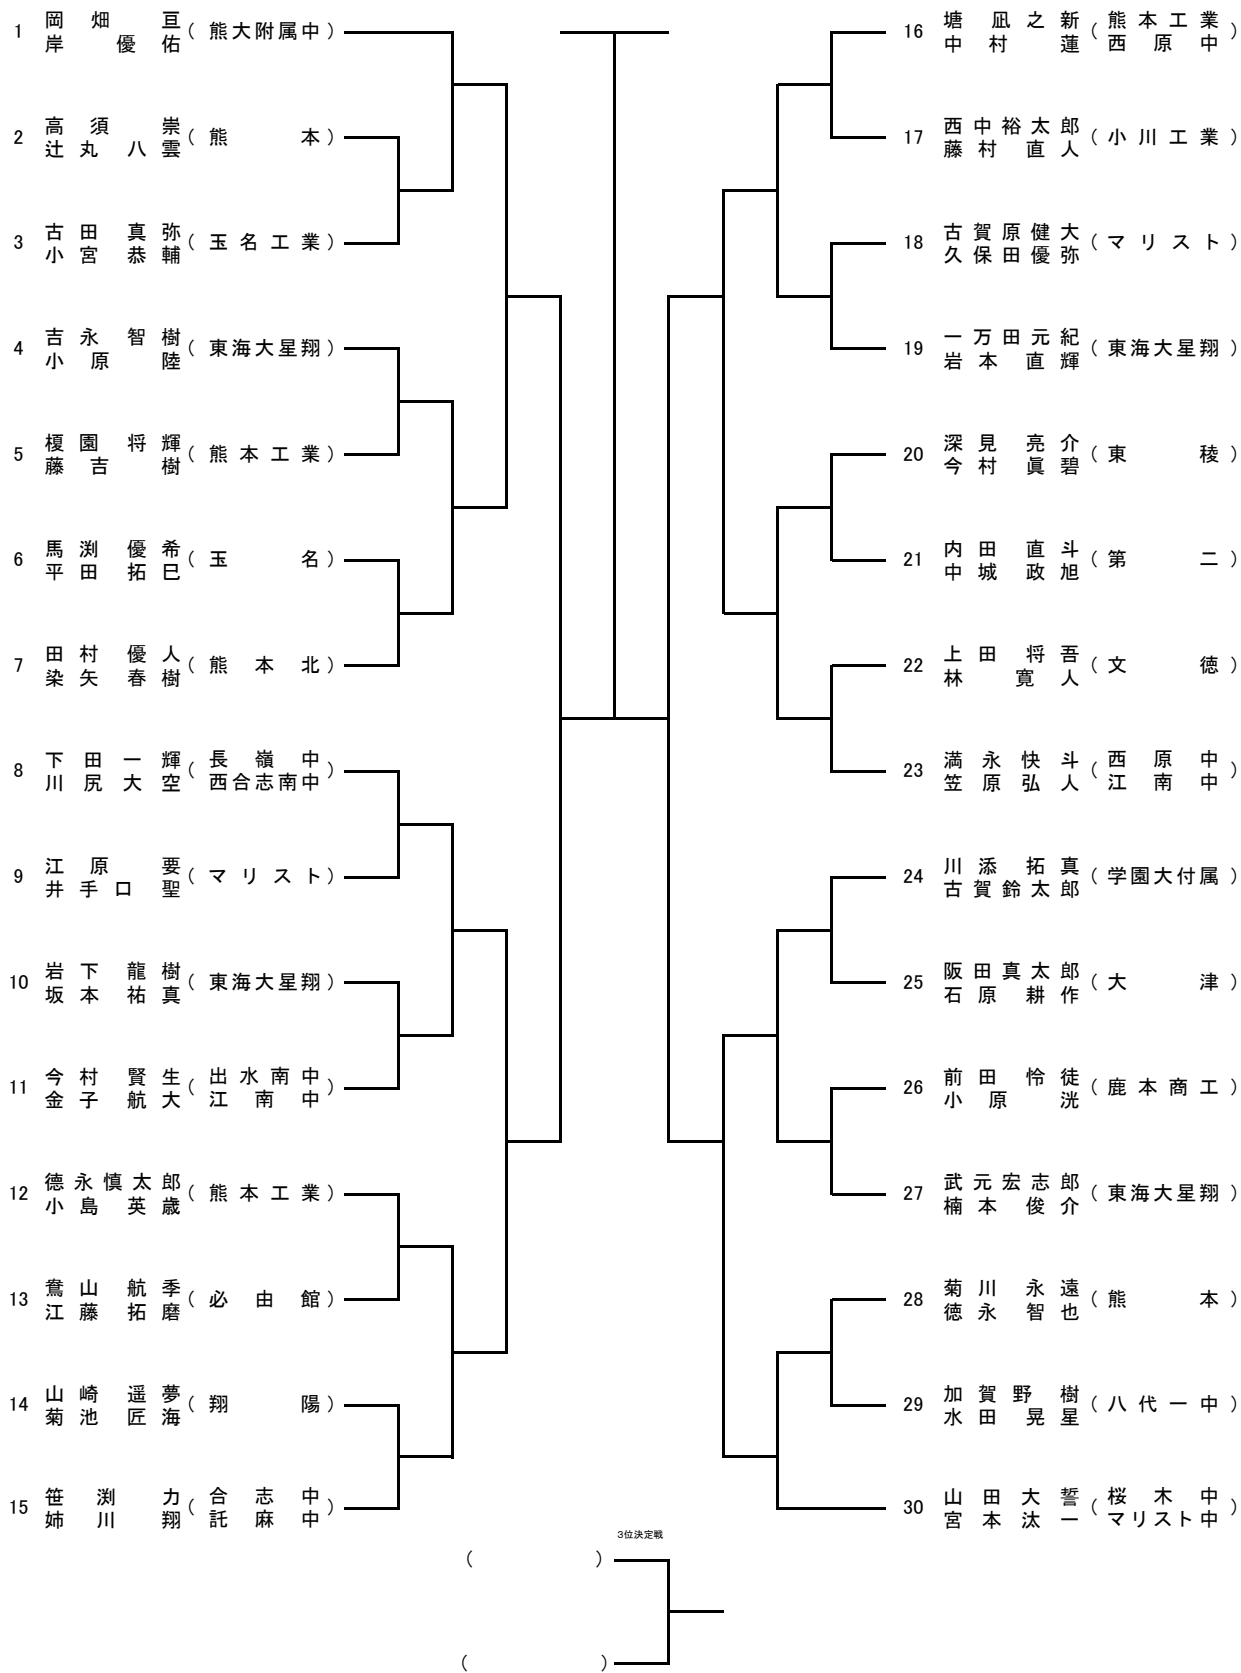 1 岡畑亘 (熊大附属中)
岸優佑
2 高須崇 (熊本)
辻丸八雲
3 古田真弥 (玉名工業)
小宮恭輔
4 吉永智樹 (東海大星翔)
小原陸
5 榎園将輝 (熊本工業)
藤吉樹
6 馬渕優希 (玉名)
平田拓巳
7 田村優人 (熊本北)
染矢春樹
8 下田一輝 (長嶺中
川尻大空 西合志南中)
9 江原要 (マリスト)
井手口聖
10 岩下龍樹 (東海大星翔)
坂本祐真
11 今村賢生 (出水南中
金子航大 江南中)
12 德永慎太郎 (熊本工業)
小島英歳
13 鴦山航季 (必由館)
江藤拓磨
14 山崎遥夢 (翔陽)
菊池匠海
15 笹渕力 (合志中
姉川翔 託麻中)
16 塘凪之新 (熊本工業
中村蓮 西原中)
17 西中裕太郎 (小川工業)
藤村直人
18 古賀原健大 (マリスト)
久保田優弥
19 一万田元紀 (東海大星翔)
岩本直輝
20 深見亮介 (東稜)
今村眞碧
21 内田直斗 (第二)
中城政旭
22 上田将吾 (文徳)
林寛人
23 満永快斗 (西原中
笠原弘人 江南中)
24 川添拓真 (学園大付属)
古賀鈴太郎
25 阪田真太郎 (大津)
石原耕作
26 前田怜徒 (鹿本商工)
小原洸
27 武元宏志郎 (東海大星翔)
楠本俊介
28 菊川永遠 (熊本)
徳永智也
29 加賀野樹 (八代一中)
水田晃星
30 山田大誓 (桜木中
宮本汰一 マリスト中)
3位決定戦
( )
( )